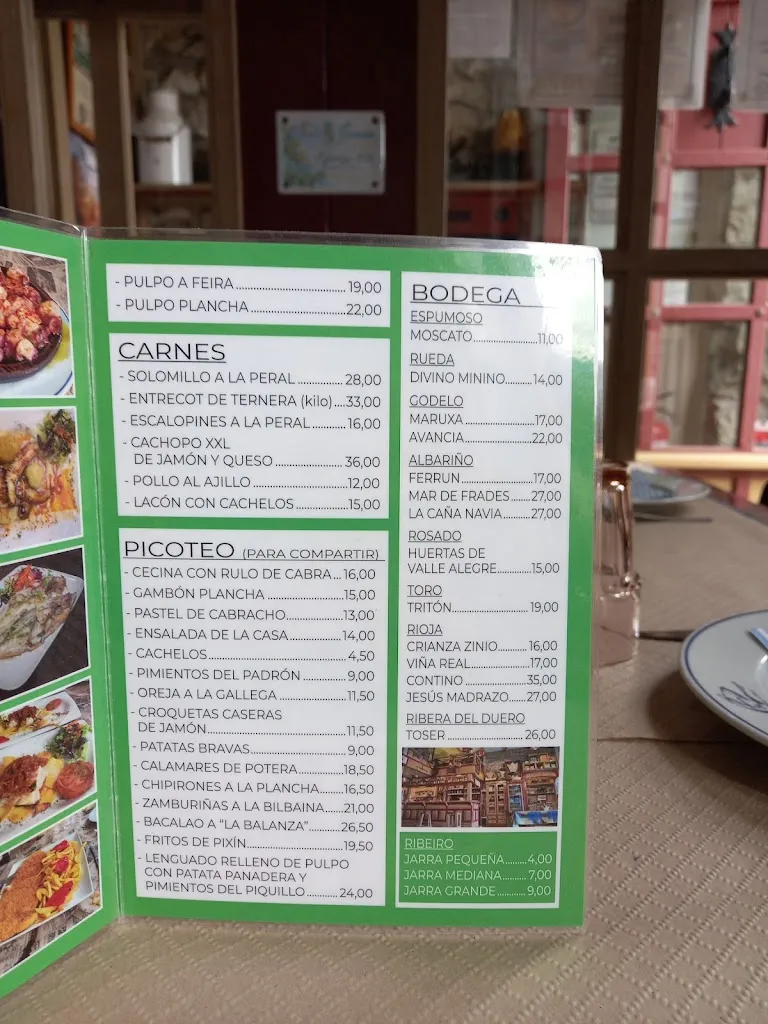 - PULPO A FEIRA 19,00
- PULPO PLANCHA 22,00
CARNES
- SOLOMILLO A LA PERAL 28,00
- ENTRECOT DE TERNERA (kilo) 33,00
- ESCALOPINES A LA PERAL 16,00
- CACHOPO XXL
DE JAMÓN Y QUESO 36,00
- POLLO AL AJILLO 12,00
- LACÓN CON CACHELOS 15,00
PICOTEO (PARA COMPARTIR)
- CECINA CON RULO DE CABRA 16,00
- GAMBÓN PLANCHA 15,00
- PASTEL DE CABRACHO 13,00
- ENSALADA DE LA CASA 14,00
- CACHELOS 4,50
- PIMIENTOS DEL PADRÓN 9,00
- OREJA A LA GALLEGA 11,50
- CROQUETAS CASERAS
DE JAMÓN 11,50
- PATATAS BRAVAS 9,00
- CALAMARES DE POTERA 18,50
- CHIPIRONES A LA PLANCHA 16,50
- ZAMBURIÑAS A LA BILBAINA 21,00
- BACALAO A “LA BALANZA” 26,50
- FRITOS DE PIXÍN 19,50
- LENGUADO RELLENO DE PULPO
CON PATATA PANADERA Y
PIMIENTOS DEL PIQUILLO 24,00
BODEGA
ESPUMOSO
MOSCATO 11,00
RUEDA
DIVINO MININO 14,00
GODELO
MARUXA 17,00
AVANCIA 22,00
ALBARIÑO
FERRUN 17,00
MAR DE FRADES 27,00
LA CAÑA NAVIA 27,00
ROSADO
HUERTAS DE
VALLE ALEGRE 15,00
TORO
TRITÓN 19,00
RIOJA
CRIANZA ZINIO 16,00
VIÑA REAL 17,00
CONTINO 35,00
JESÚS MADRAZO 27,00
RIBERA DEL DUERO
TOSER 26,00
RIBEIRO
JARRA PEQUEÑA 4,00
JARRA MEDIANA 7,00
JARRA GRANDE 9,00